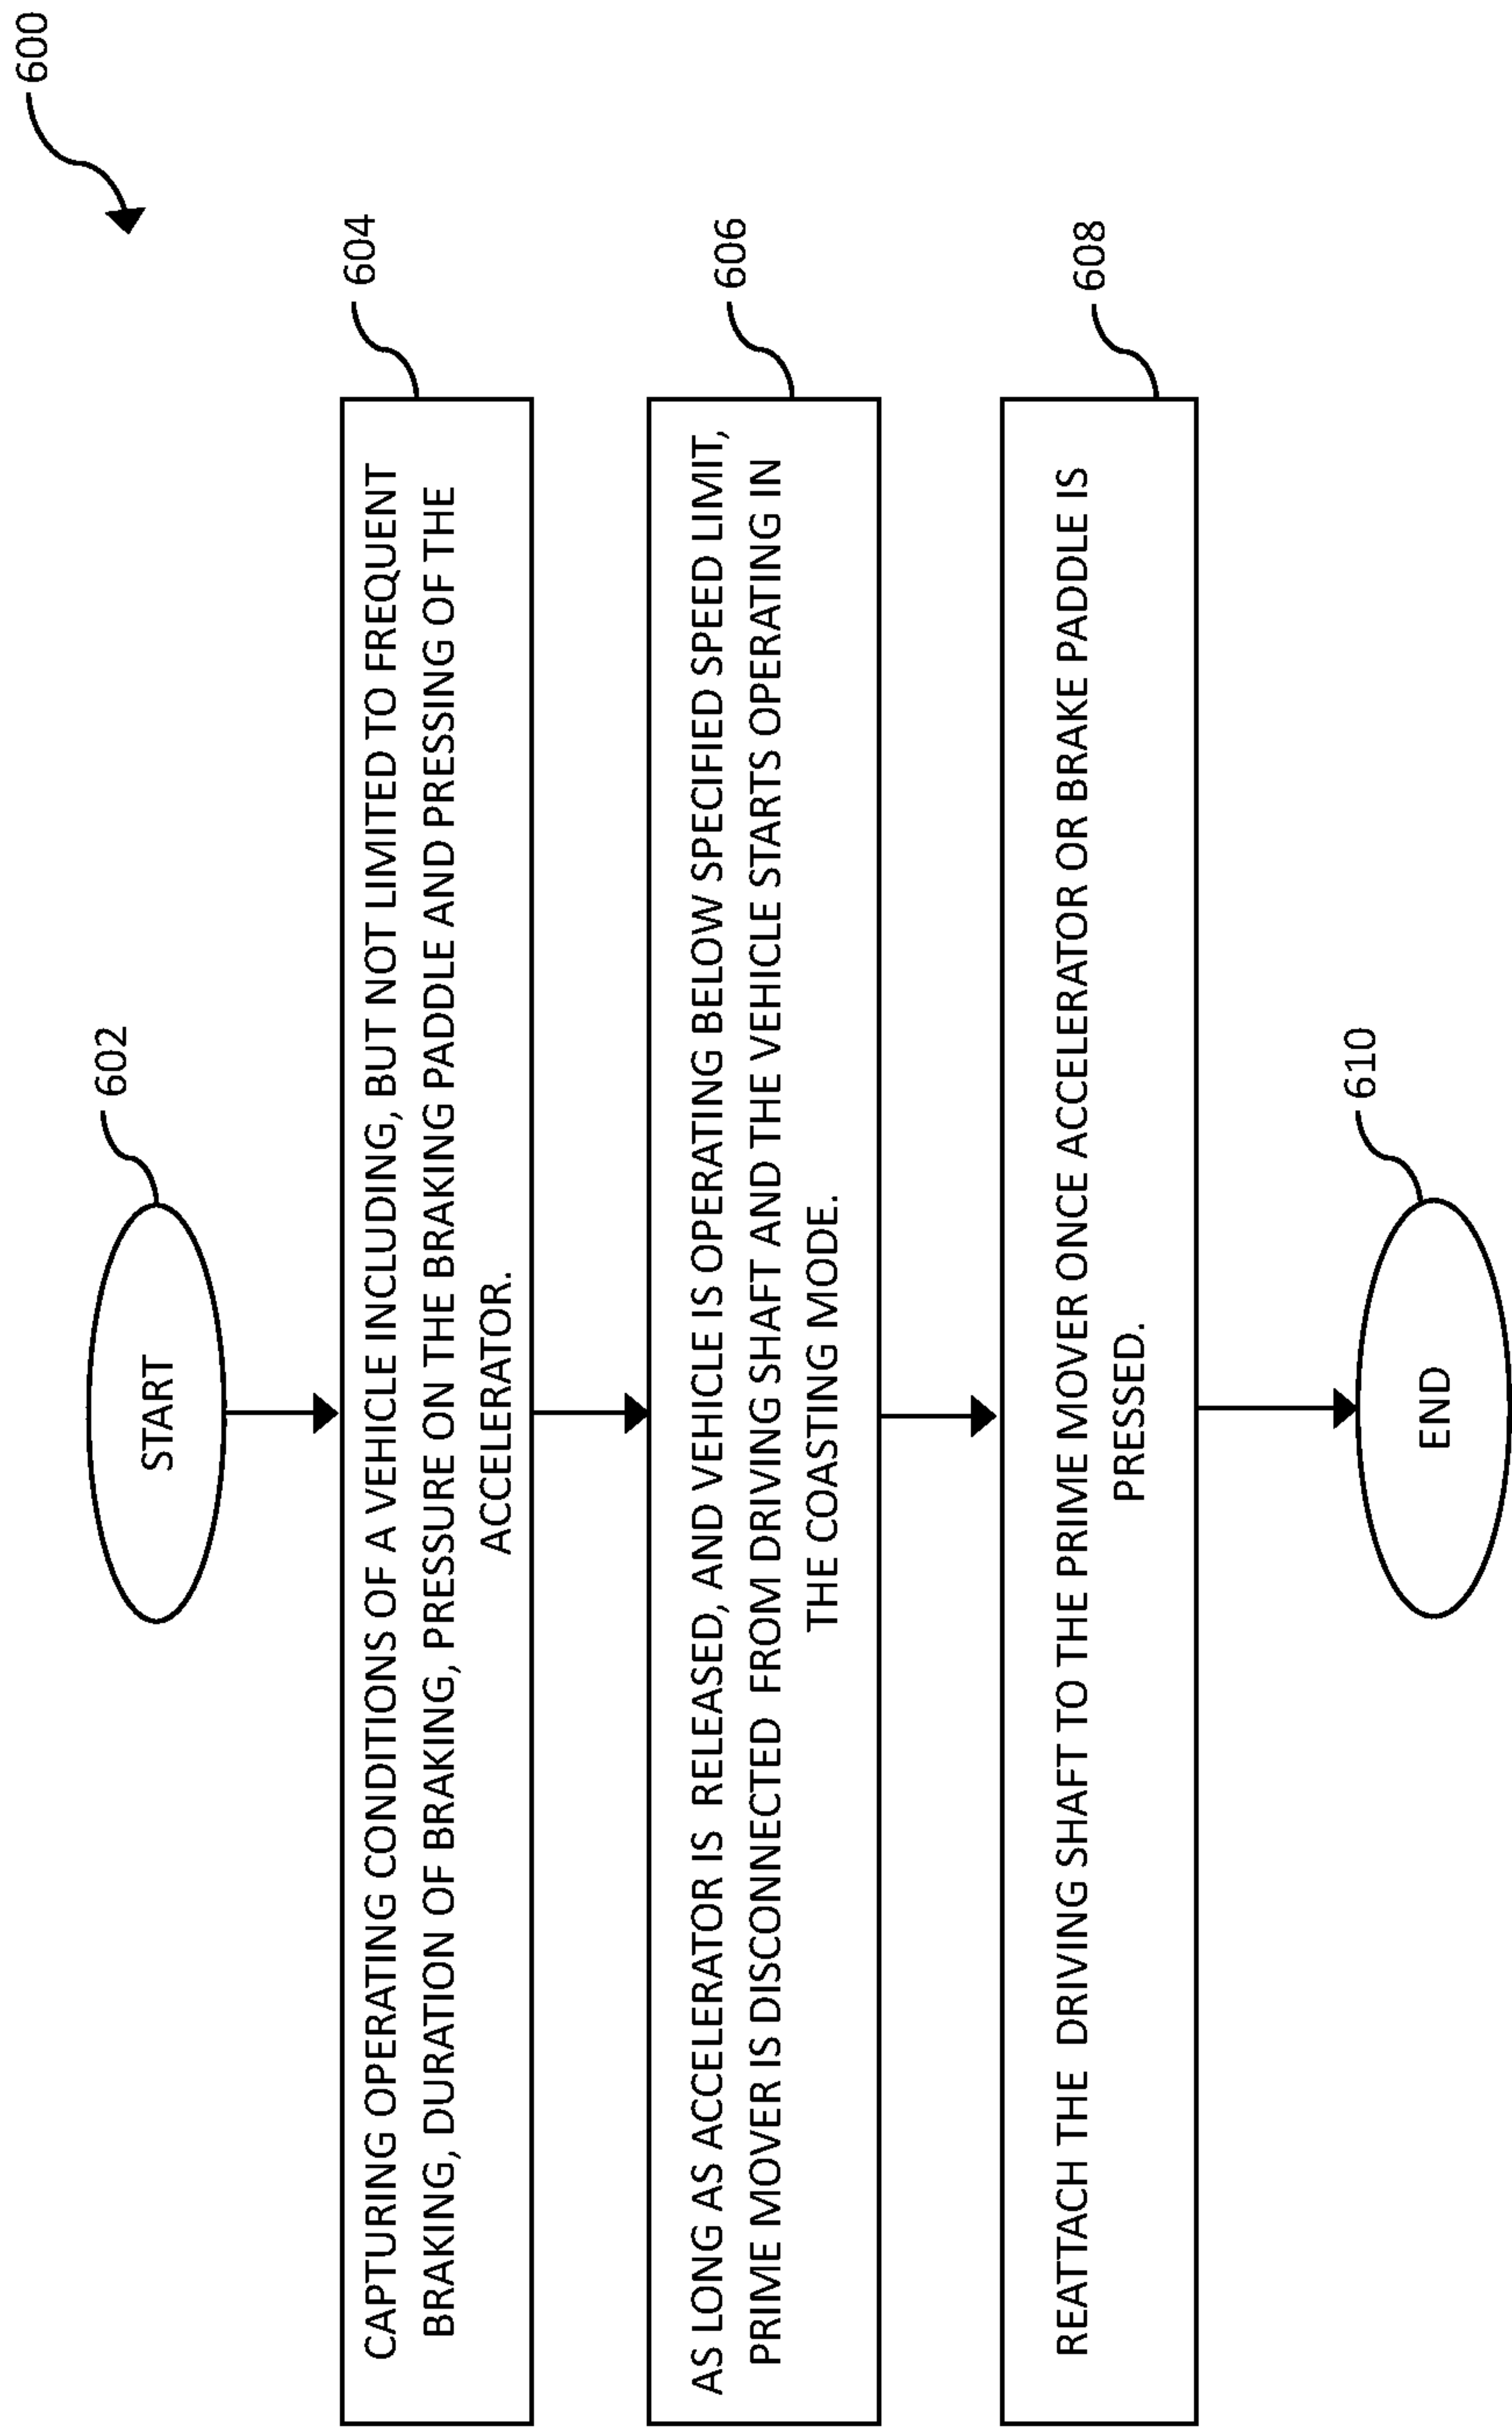 600
602
START
604
CAPTURING OPERATING CONDITIONS OF A VEHICLE INCLUDING, BUT NOT LIMITED TO FREQUENT
BRAKING, DURATION OF BRAKING, PRESSURE ON THE BRAKING PADDLE AND PRESSING OF THE
ACCELERATOR.
606
AS LONG AS ACCELERATOR IS RELEASED, AND VEHICLE IS OPERATING BELOW SPECIFIED SPEED LIMIT,
PRIME MOVER IS DISCONNECTED FROM DRIVING SHAFT AND THE VEHICLE STARTS OPERATING IN
THE COASTING MODE.
608
REATTACH THE DRIVING SHAFT TO THE PRIME MOVER ONCE ACCELERATOR OR BRAKE PADDLE IS
PRESSED.
610
END